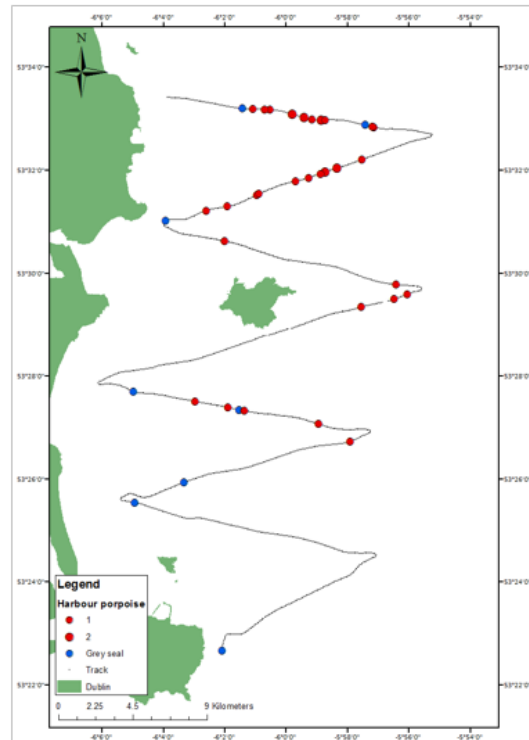 -6°6'0" -6°4'0" -6°2'0" -6°0'0" -5°58'0" -5°56'0" -5°54'0"
N
53°34'0" 53°34'0"
53°32'0" 53°32'0"
53°30'0" 53°30'0"
53°28'0" 53°28'0"
53°26'0" 53°26'0"
53°24'0" 53°24'0"
Legend
Harbour porpoise
1
2
Grey seal
Track
Dublin
53°22'0" 53°22'0"
0 2.25 4.5 9 Kilometers
-6°6'0" -6°4'0" -6°2'0" -6°0'0" -5°58'0" -5°56'0" -5°54'0"